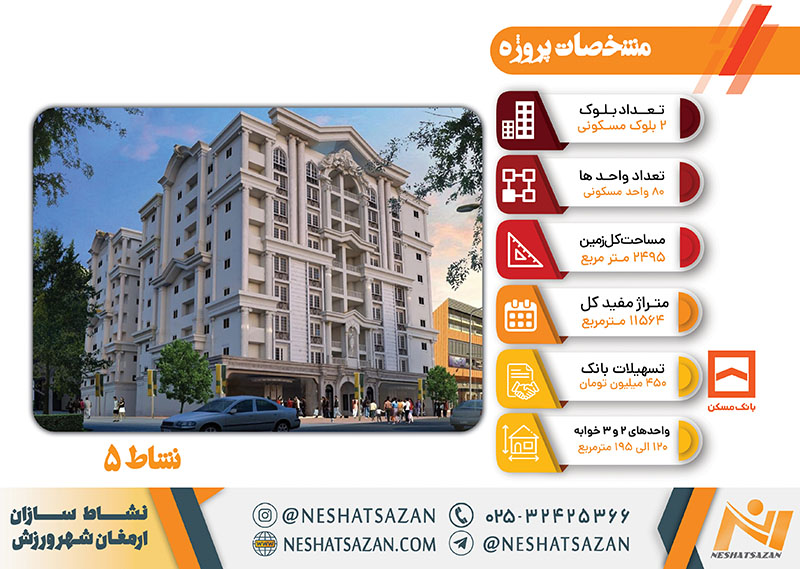 مشخصات پروژه
تعداد بلوک
۲ بلوک مسکونی
تعداد واحد ها
۸۰ واحد مسکونی
مساحت کل زمین
۲۴۹۵ متر مربع
متراژ مفید کل
۱۱۵۶۴ مترمربع
تسهیلات بانک
۴۵۰ میلیون تومان
بانک مسکن
واحدهای ۲ و ۳ خوابه
۱۲۰ الی ۱۹۵ مترمربع
نشاط ۵
نشاط سازان
ارمغان شهر ورزش
@NESHATSAZAN
۰۲۵-۳۲۴۲۵۳۶۶
NESHATSAZAN.COM
@NESHATSAZAN
NESHATSAZAN